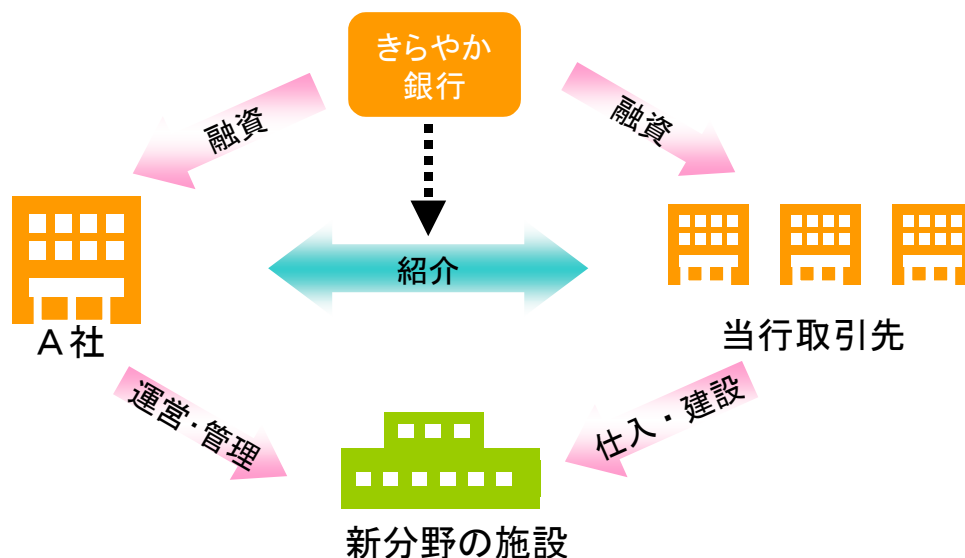 きらやか
銀行
融資
融資
紹介
A社
当行取引先
運営・管理
仕入・建設
新分野の施設